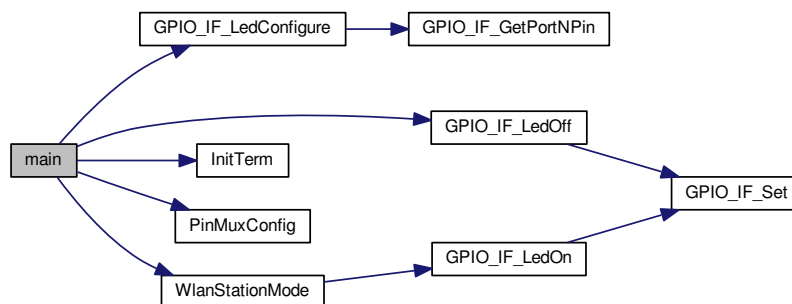 GPIO_IF_LedConfigure
GPIO_IF_GetPortNPin
GPIO_IF_LedOff
main
InitTerm
GPIO_IF_Set
PinMuxConfig
GPIO_IF_LedOn
WlanStationMode